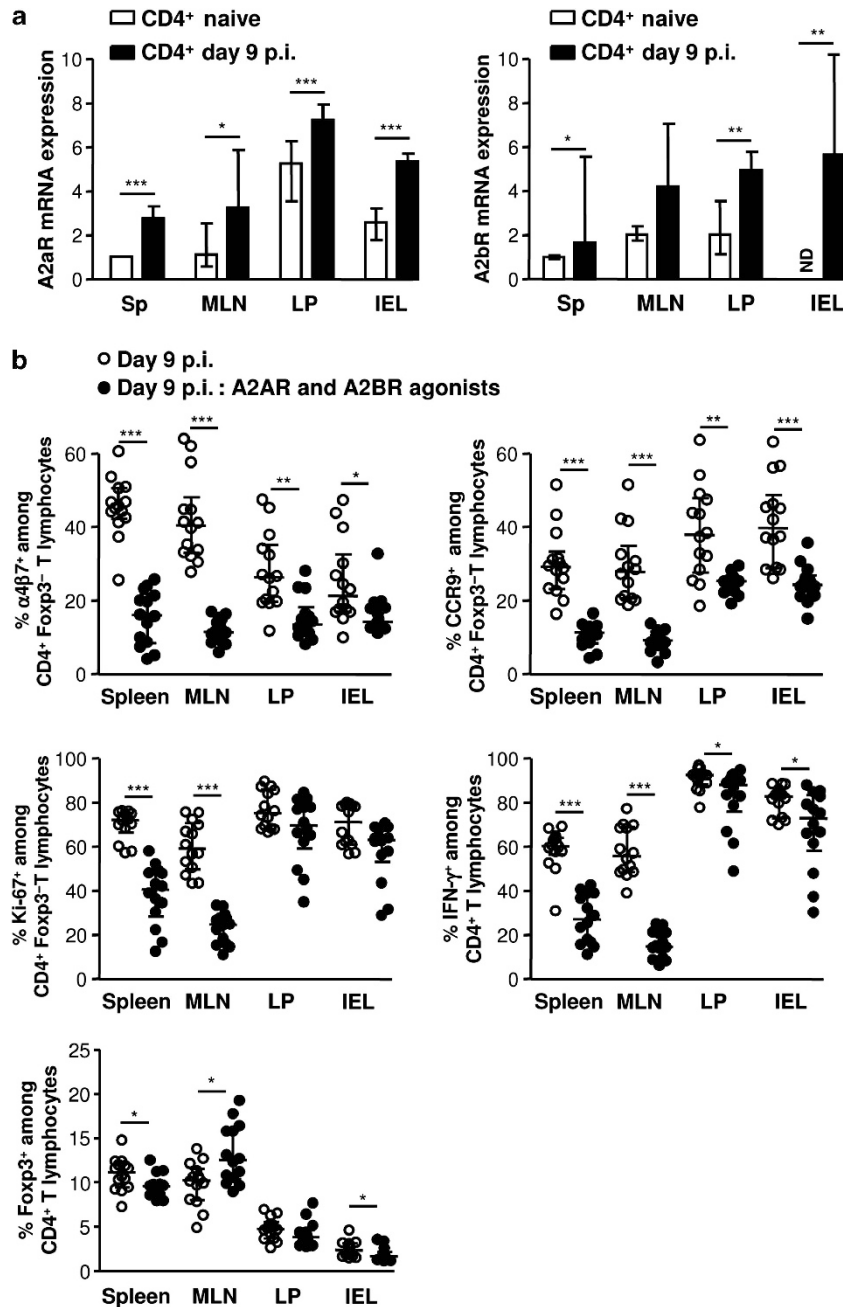 a
CD4⁺ naive
CD4⁺ day 9 p.i.
A2aR mRNA expression
10
8
6
4
2
0
***
*
***
***
Sp MLN LP IEL
CD4⁺ naive
CD4⁺ day 9 p.i.
A2bR mRNA expression
10
8
6
4
2
0
*
**
**
ND
Sp MLN LP IEL
b
Day 9 p.i.
Day 9 p.i. : A2AR and A2BR agonists
% α4β7⁺ among
CD4⁺ Foxp3⁻ T lymphocytes
60
40
20
0
***
***
**
*
Spleen MLN LP IEL
% CCR9⁺ among
CD4⁺ Foxp3⁻T lymphocytes
60
40
20
0
***
***
**
***
Spleen MLN LP IEL
% Ki-67⁺ among
CD4⁺ Foxp3⁻T lymphocytes
100
80
60
40
20
0
***
***
Spleen MLN LP IEL
% IFN-γ⁺ among
CD4⁺ T lymphocytes
100
80
60
40
20
0
***
***
*
*
Spleen MLN LP IEL
% Foxp3⁺ among
CD4⁺ T lymphocytes
25
20
15
10
5
0
*
*
*
Spleen MLN LP IEL